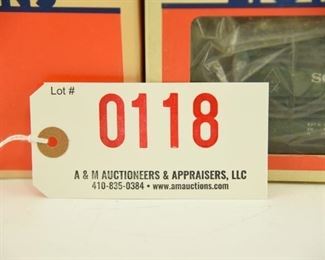 Lot #
0118
A & M AUCTIONEERS & APPRAISERS, LLC
410-835-0384 • www.amauctions.com